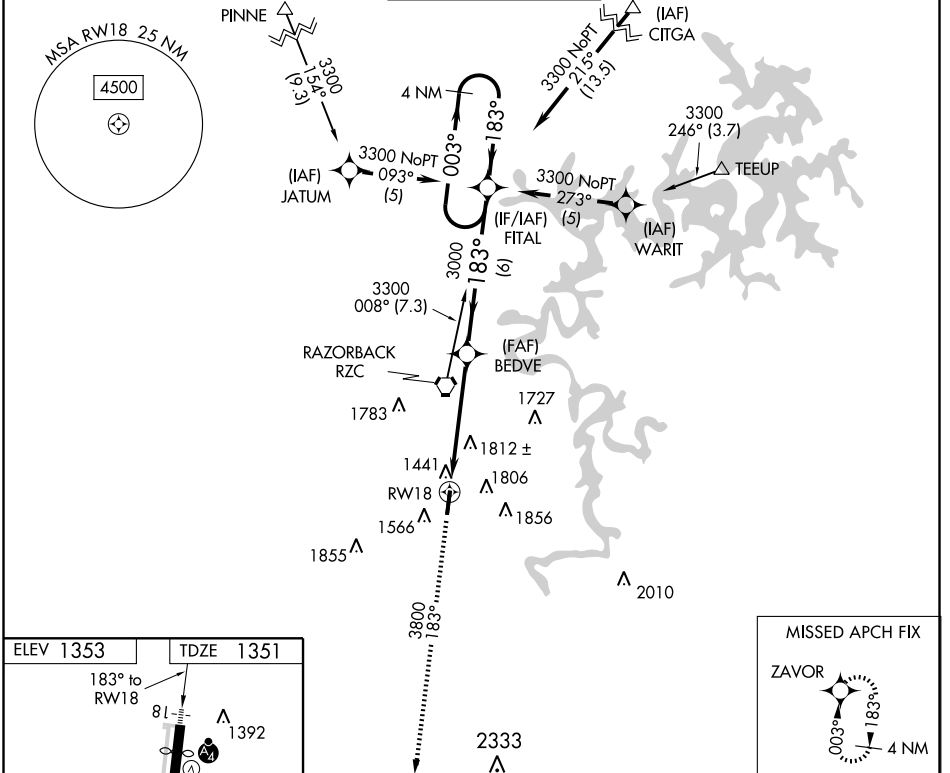 PINNE
MSA RW18 25 NM
4500
3300
154°
(9.3)
(IAF)
CITGA
3300 NoPT
215°
(13.5)
4 NM
003°
183°
3300
246° (3.7)
TEEUP
(IAF)
JATUM
3300 NoPT
093°
(5)
3300 NoPT
273°
(5)
(IF/IAF)
FITAL
(IAF)
WARIT
3000
183°
(6)
3300
008° (7.3)
RAZORBACK
RZC
(FAF)
BEDVE
1783
1727
1812 ±
1441
1806
RW18
1566
1856
1855
2010
3800
183°
ELEV 1353
TDZE 1351
183° to
RW18
18
1392
A4
A
2333
MISSED APCH FIX
ZAVOR
003°
183°
4 NM